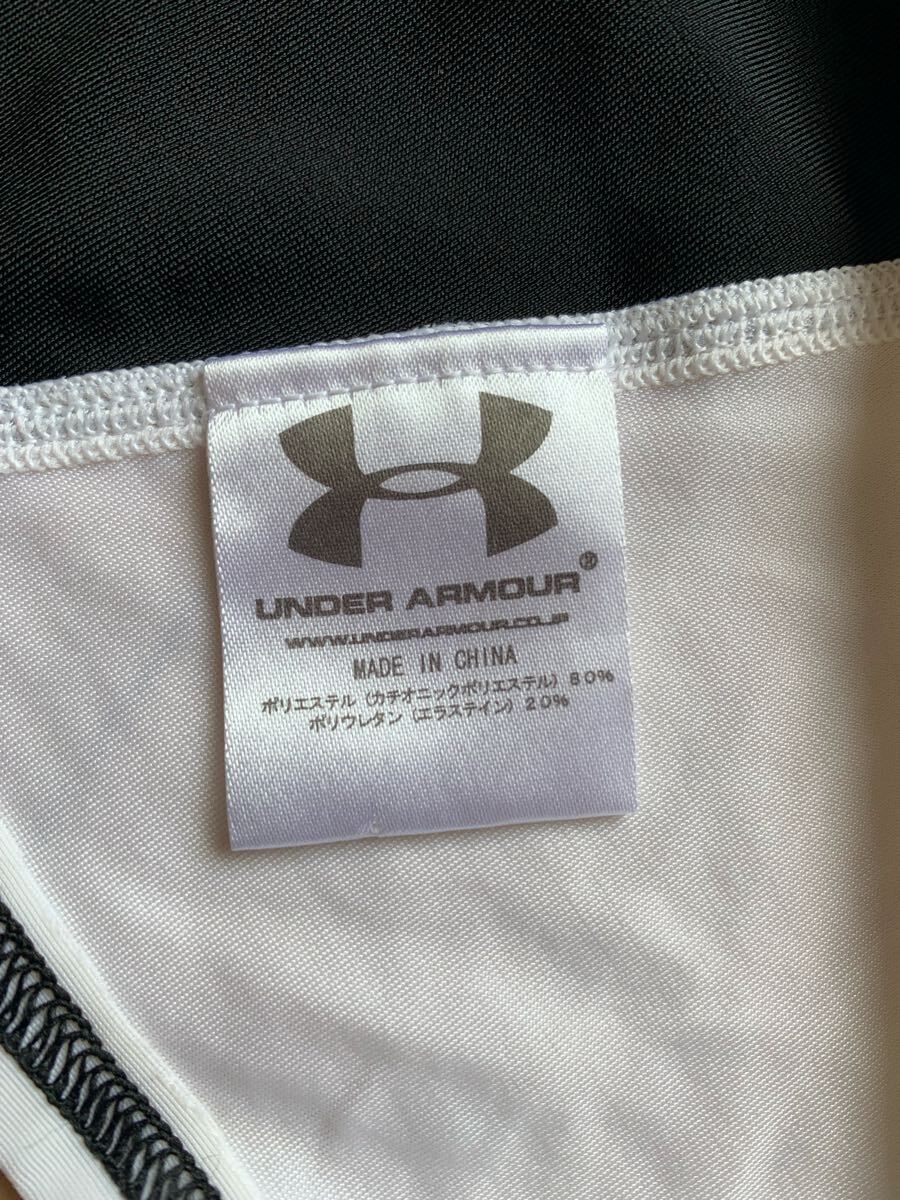 UNDER ARMOUR®
WWW.UNDERARMOUR.CO.JP
MADE IN CHINA
ポリエステル (カチオニックポリエステル) 80%
ポリウレタン (エラステイン) 20%